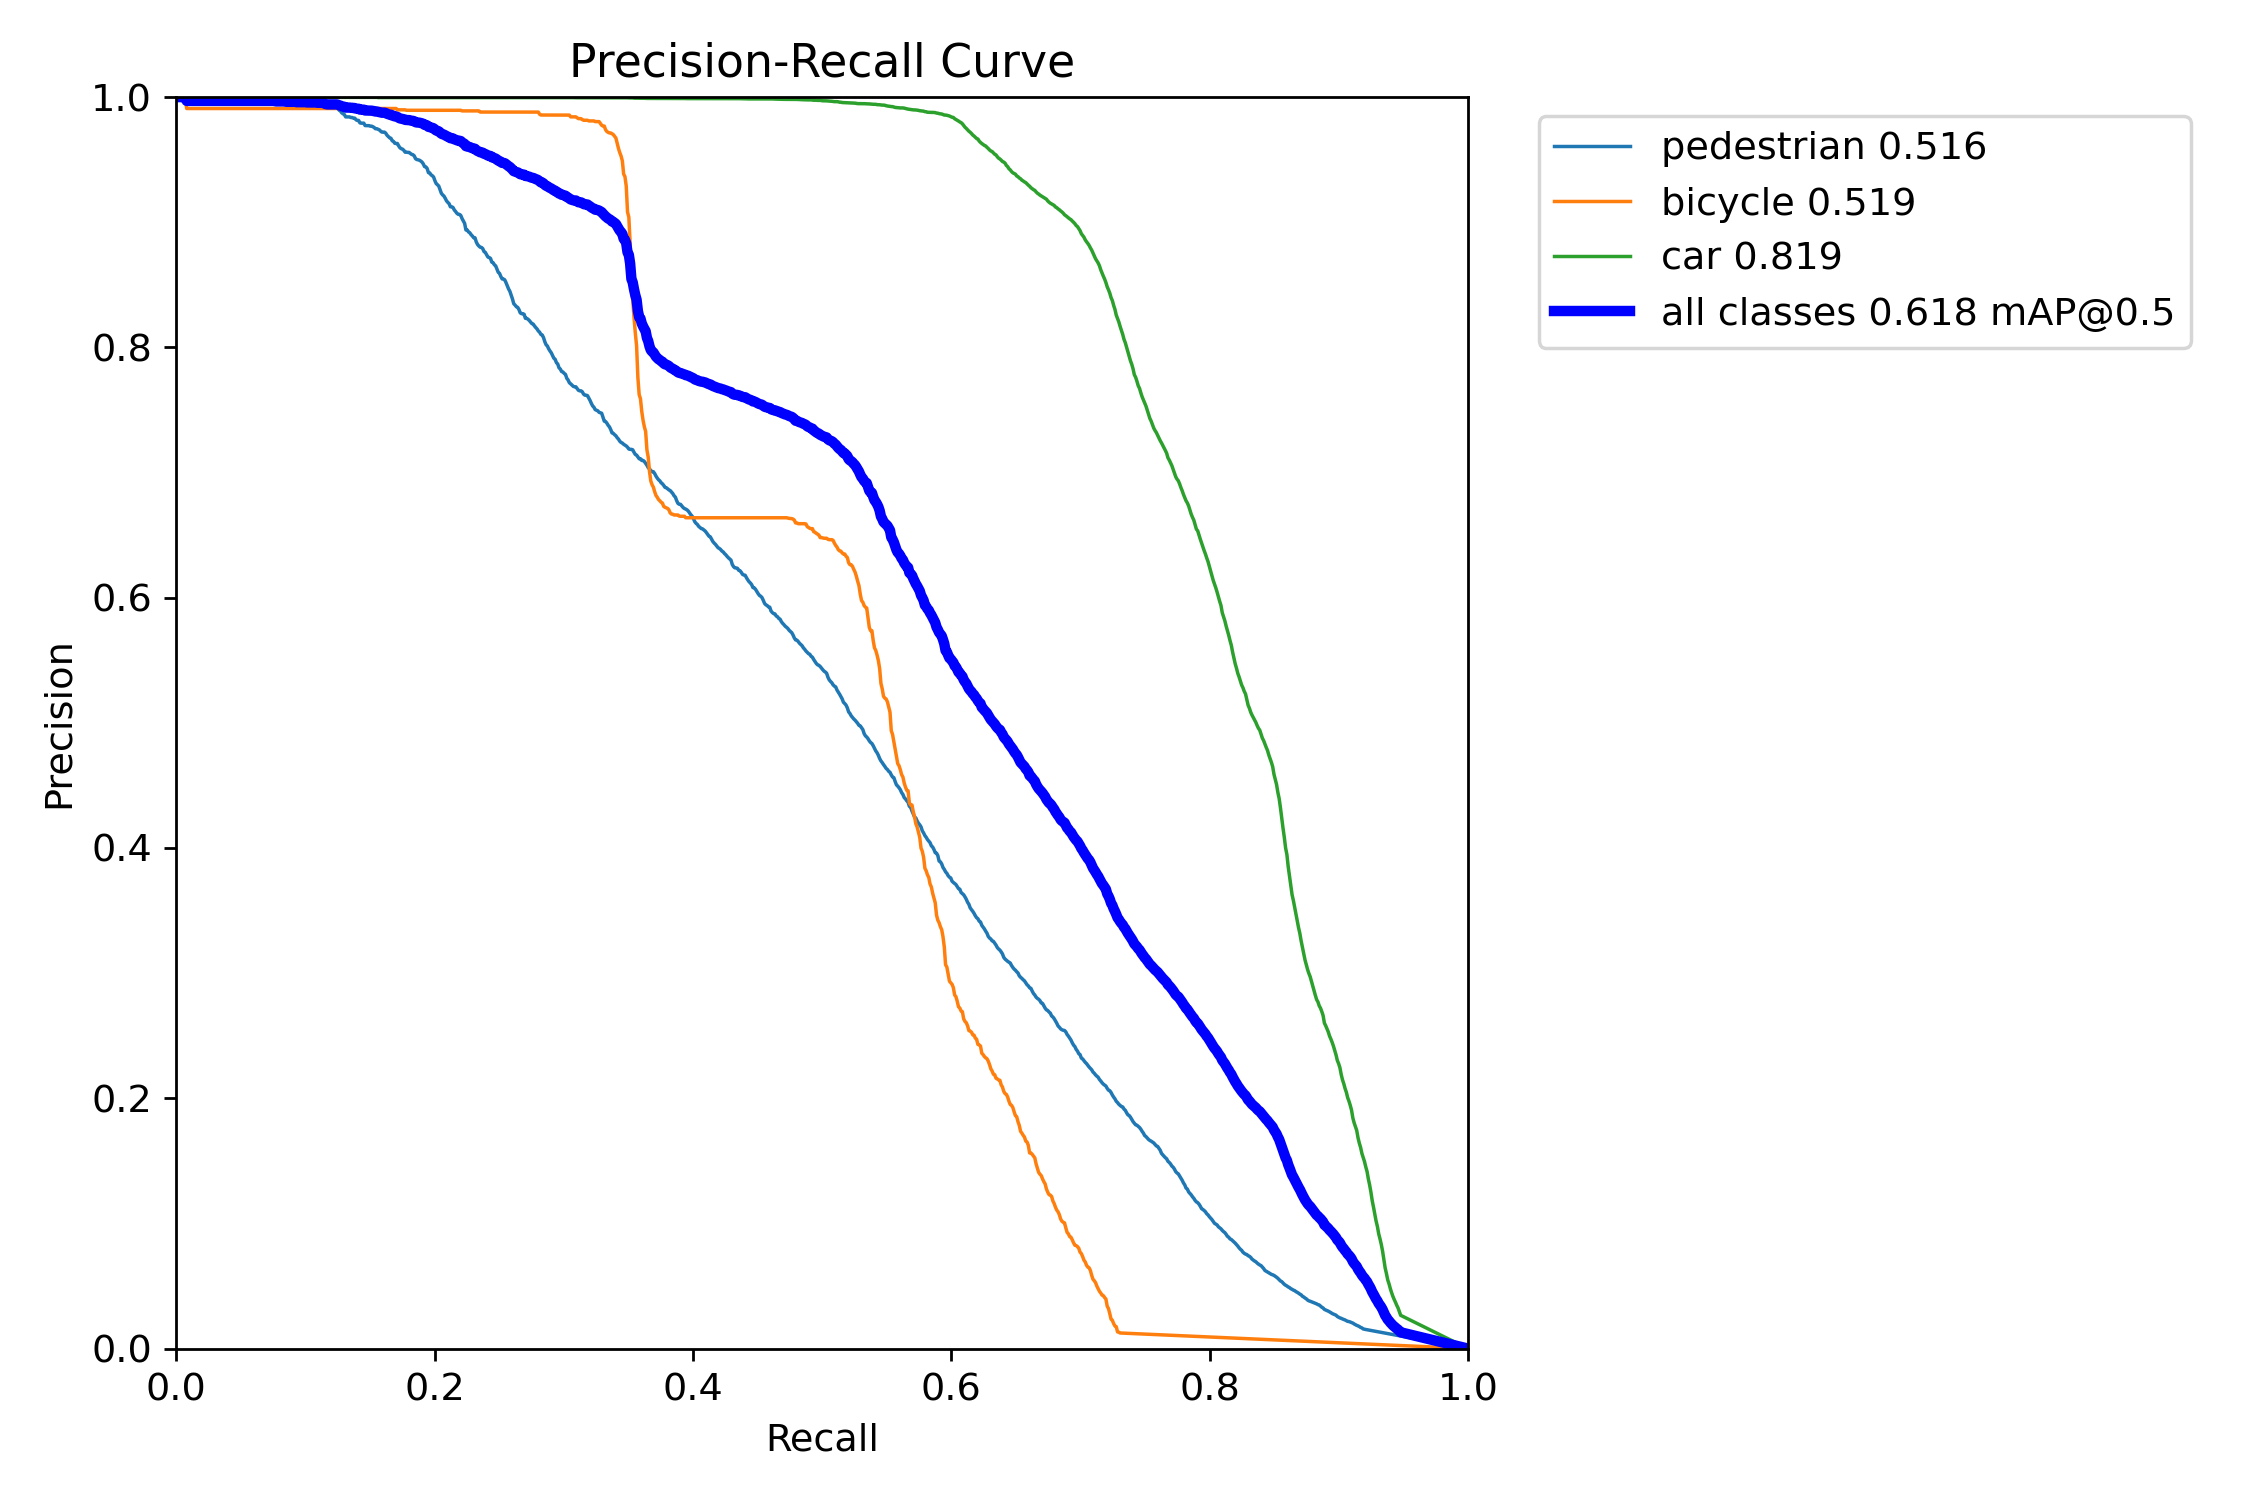 Precision-Recall Curve
1.0
0.8
0.6
0.4
0.2
0.0
Precision
0.0 0.2 0.4 0.6 0.8 1.0
Recall
pedestrian 0.516
bicycle 0.519
car 0.819
all classes 0.618 mAP@0.5